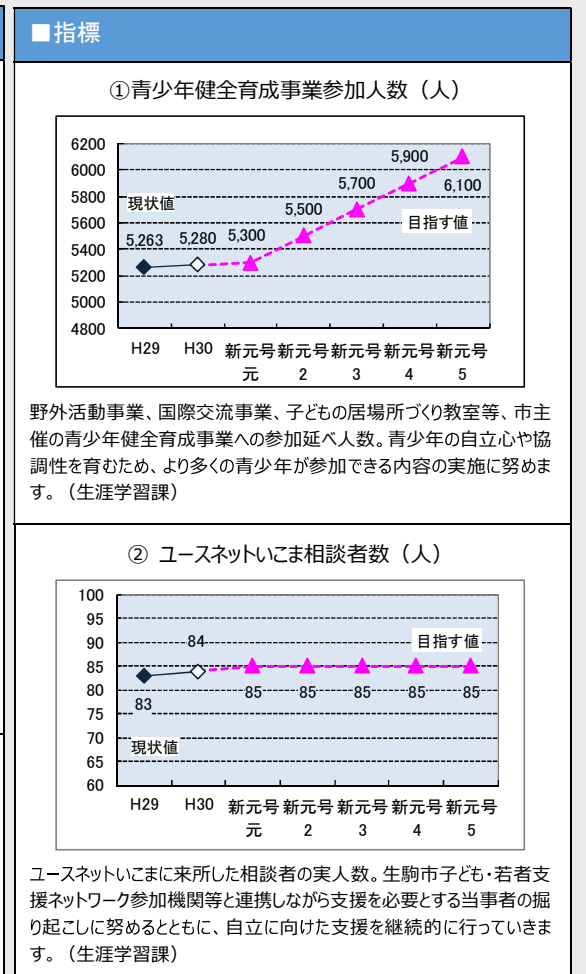 ■指標
①青少年健全育成事業参加人数（人）
6200
6000
5800
5600
5400
5200
5000
4800
現状値
5,263
5,280
5,300
5,500
5,700
5,900
6,100
目指す値
H29 H30 新元号元 新元号2 新元号3 新元号4 新元号5
野外活動事業、国際交流事業、子どもの居場所づくり教室等、市主
催の青少年健全育成事業への参加延べ人数。青少年の自立心や協
調性を育むため、より多くの青少年が参加できる内容の実施に努めま
す。（生涯学習課）
② ユースネットいこま相談者数（人）
100
95
90
85
80
75
70
65
60
83
84
85 85 85 85 85
目指す値
現状値
H29 H30 新元号元 新元号2 新元号3 新元号4 新元号5
ユースネットいこまに来所した相談者の実人数。生駒市子ども・若者支
援ネットワーク参加機関等と連携しながら支援を必要とする当事者の掘
り起こしに努めるとともに、自立に向けた支援を継続的に行っていきま
す。（生涯学習課）